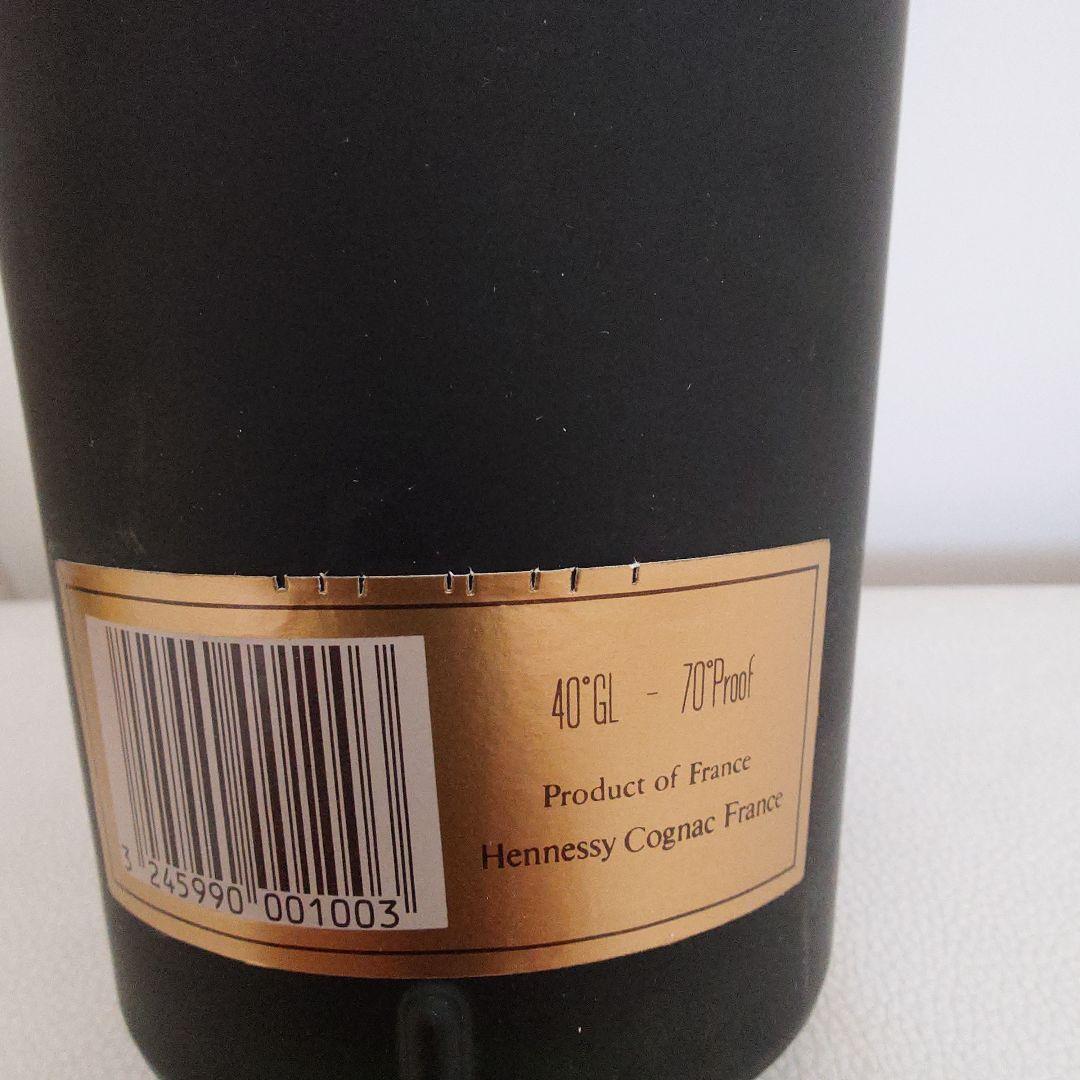 40°GL - 70°Proof
Product of France
Hennessy Cognac France
3 245990 001003